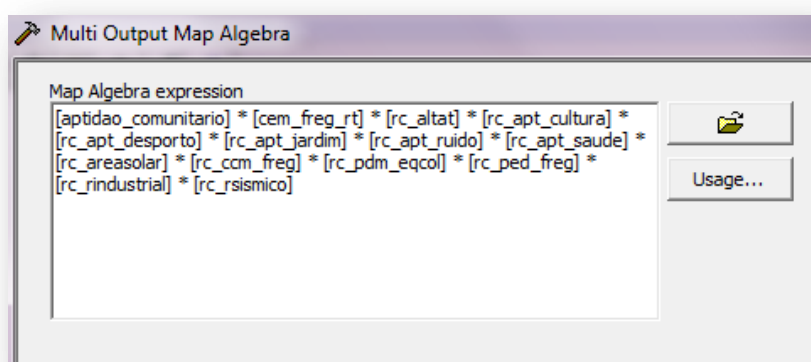 Multi Output Map Algebra
Map Algebra expression
[aptidao_comunitario] * [cem_freg_rt] * [rc_altat] * [rc_apt_cultura] *
[rc_apt_desporto] * [rc_apt_jardim] * [rc_apt_ruido] * [rc_apt_saude] *
[rc_areasolar] * [rc_ccm_freg] * [rc_pdm_eqcol] * [rc_ped_freg] *
[rc_rindustrial] * [rc_rsismico]
Usage...